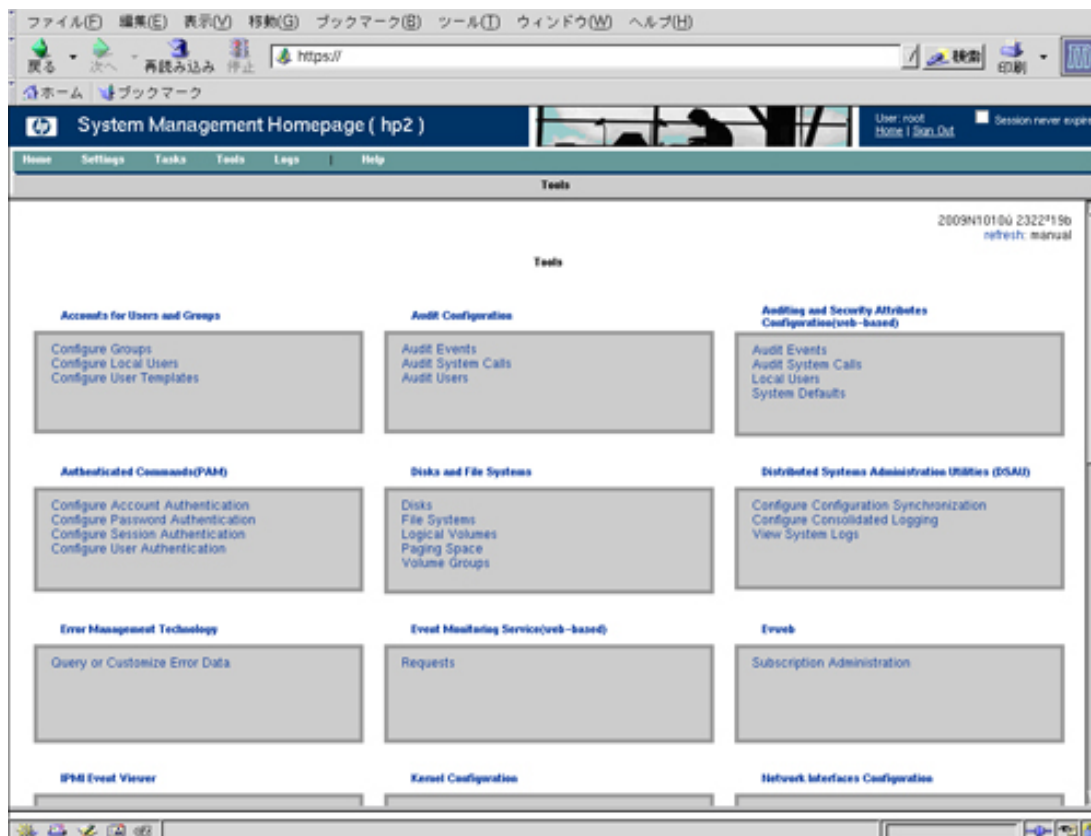 ファイル(F) 編集(E) 表示(V) 移動(G) ブックマーク(B) ツール(T) ウィンドウ(W) ヘルプ(H)
戻る 次へ 再読み込み 停止 https:// 検索 印刷
ホーム ブックマーク
hp System Management Homepage ( hp2 )
User: root
Home | Sign Out
Session never expire
Home Settings Tasks Tools Logs | Help
Tools
refresh: manual
Tools
Accounts for Users and Groups
Configure Groups
Configure Local Users
Configure User Templates
Audit Configuration
Audit Events
Audit System Calls
Audit Users
Auditing and Security Attributes
Configuration(web-based)
Audit Events
Audit System Calls
Local Users
System Defaults
Authenticated Commands(PAM)
Configure Account Authentication
Configure Password Authentication
Configure Session Authentication
Configure User Authentication
Disks and File Systems
Disks
File Systems
Logical Volumes
Paging Space
Volume Groups
Distributed Systems Administration Utilities (DSAU)
Configure Configuration Synchronization
Configure Consolidated Logging
View System Logs
Error Management Technology
Query or Customize Error Data
Event Monitoring Service(web-based)
Requests
Evweb
Subscription Administration
IPMI Event Viewer
Kernel Configuration
Network Interfaces Configuration